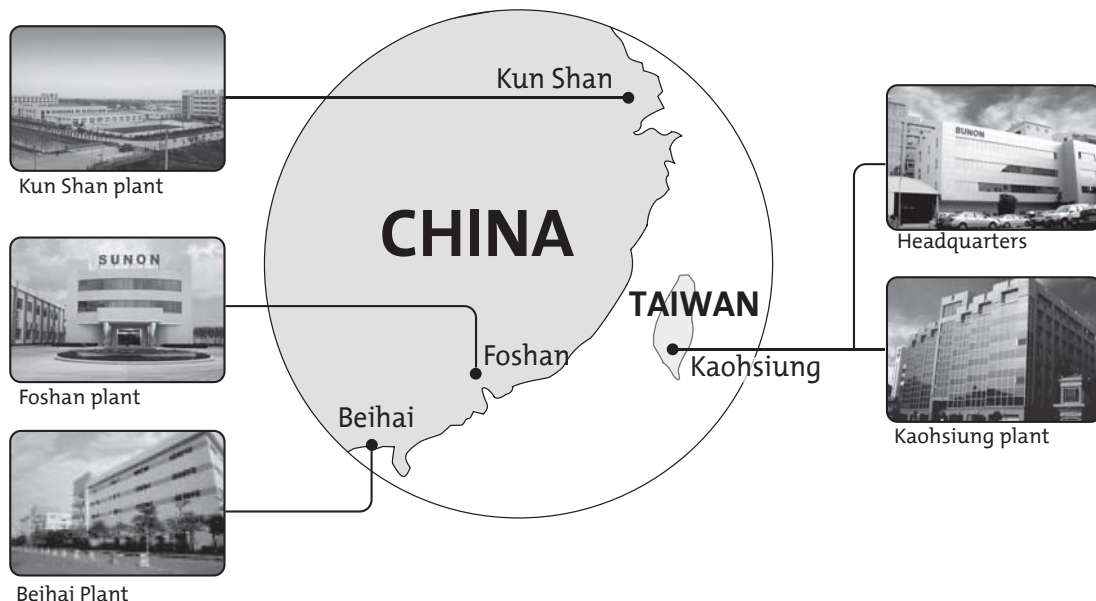 Kun Shan
Kun Shan plant
SUNON
Headquarters
CHINA
SUNON
TAIWAN
Foshan
Kaohsiung
Foshan plant
Beihai
Kaohsiung plant
Beihai Plant